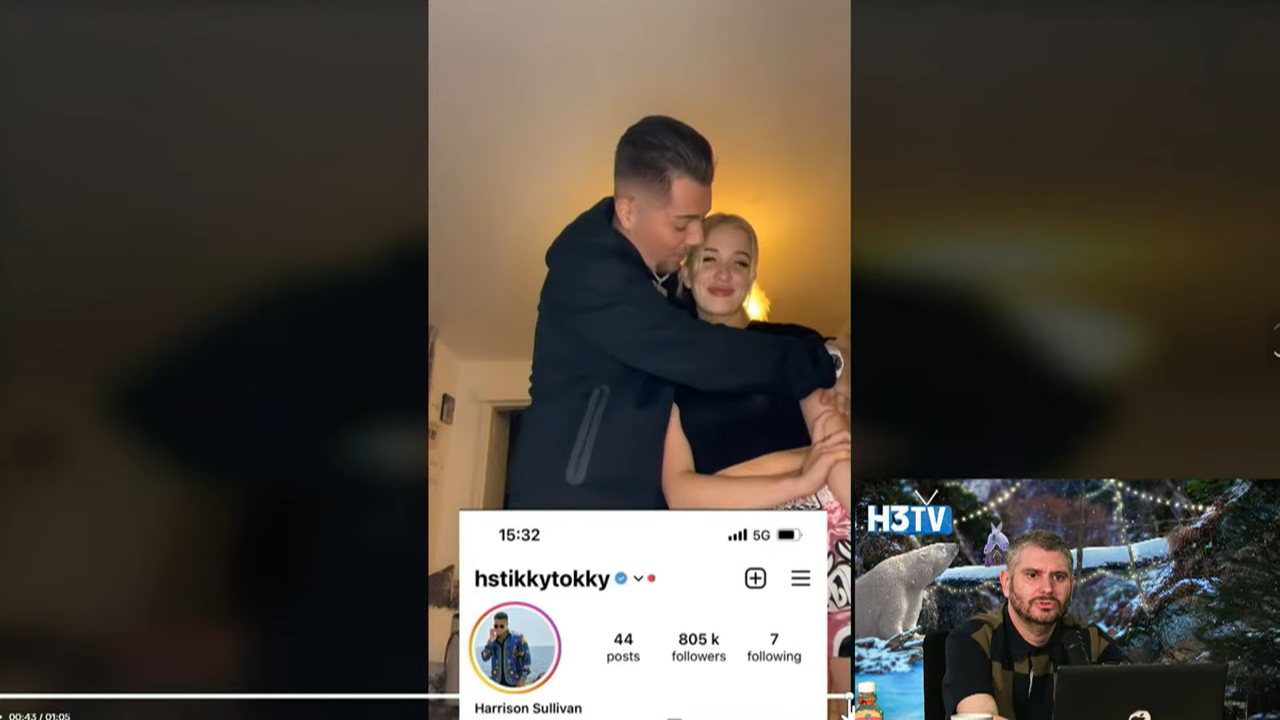 H3TV
15:32
5G
hstikkytokky
44
805 k
7
posts
followers
following
Harrison Sullivan
00:43 / 01:05